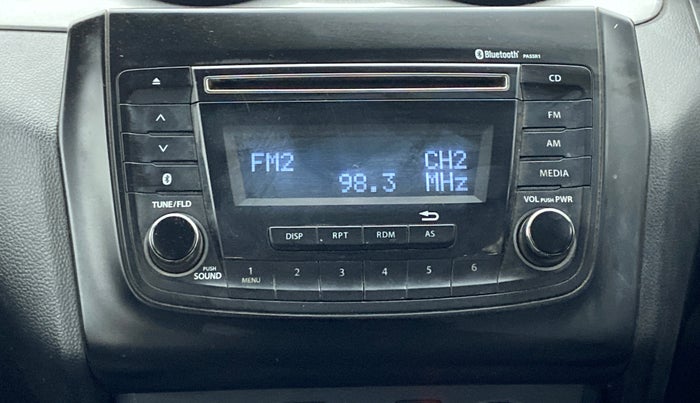 Bluetooth PA5SR1
CD
FM
AM
MEDIA
FM2 CH2
98.3 MHz
TUNE/FLD
VOL PUSH PWR
DISP RPT RDM AS
PUSH
SOUND
1 2 3 4 5 6
MENU